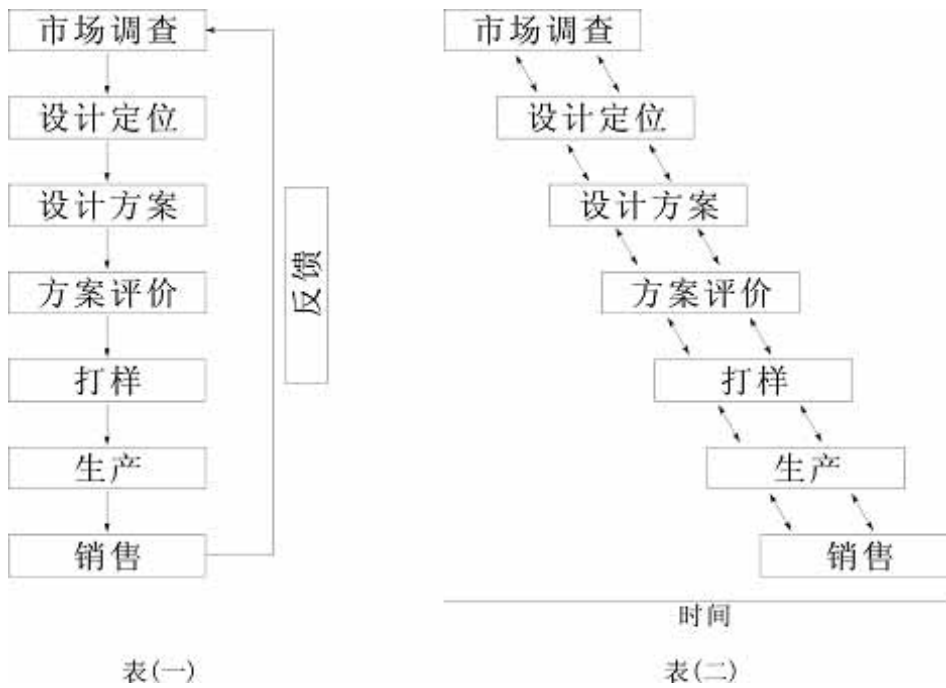 市场调查
设计定位
设计方案
方案评价
打样
生产
销售
反馈
表(一)
市场调查
设计定位
设计方案
方案评价
打样
生产
销售
时间
表(二)